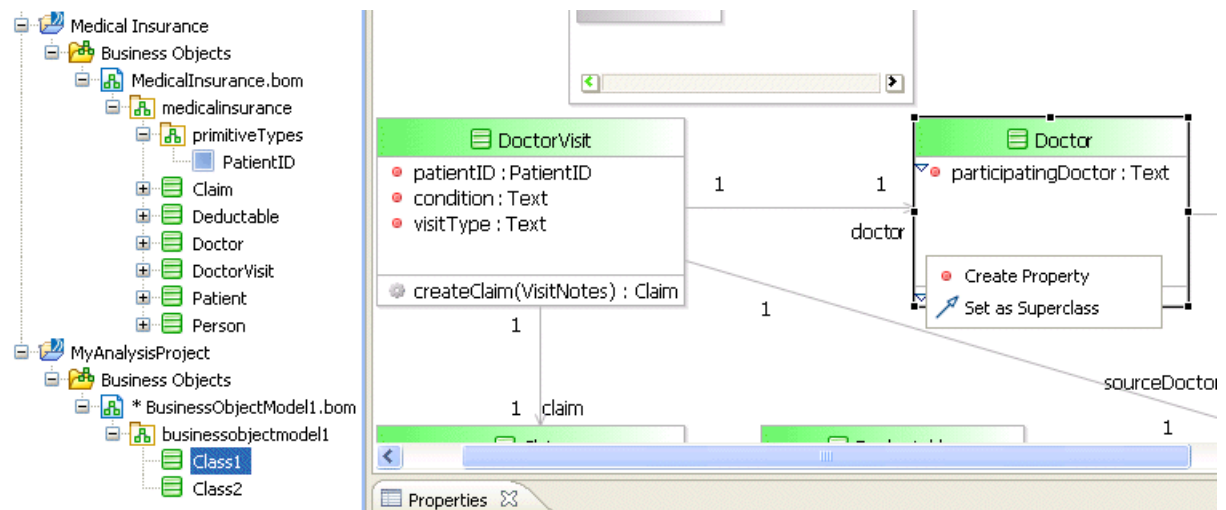 Medical Insurance
Business Objects
MedicalInsurance.bom
medicalinsurance
primitiveTypes
PatientID
Claim
Deductable
Doctor
DoctorVisit
Patient
Person
MyAnalysisProject
Business Objects
* BusinessObjectModel1.bom
businessobjectmodel1
Class1
Class2
DoctorVisit
patientID : PatientID
condition : Text
visitType : Text
createClaim(VisitNotes) : Claim
1
1
doctor
Doctor
participatingDoctor : Text
Create Property
Set as Superclass
1
1
1
claim
sourceDoctor
1
Properties